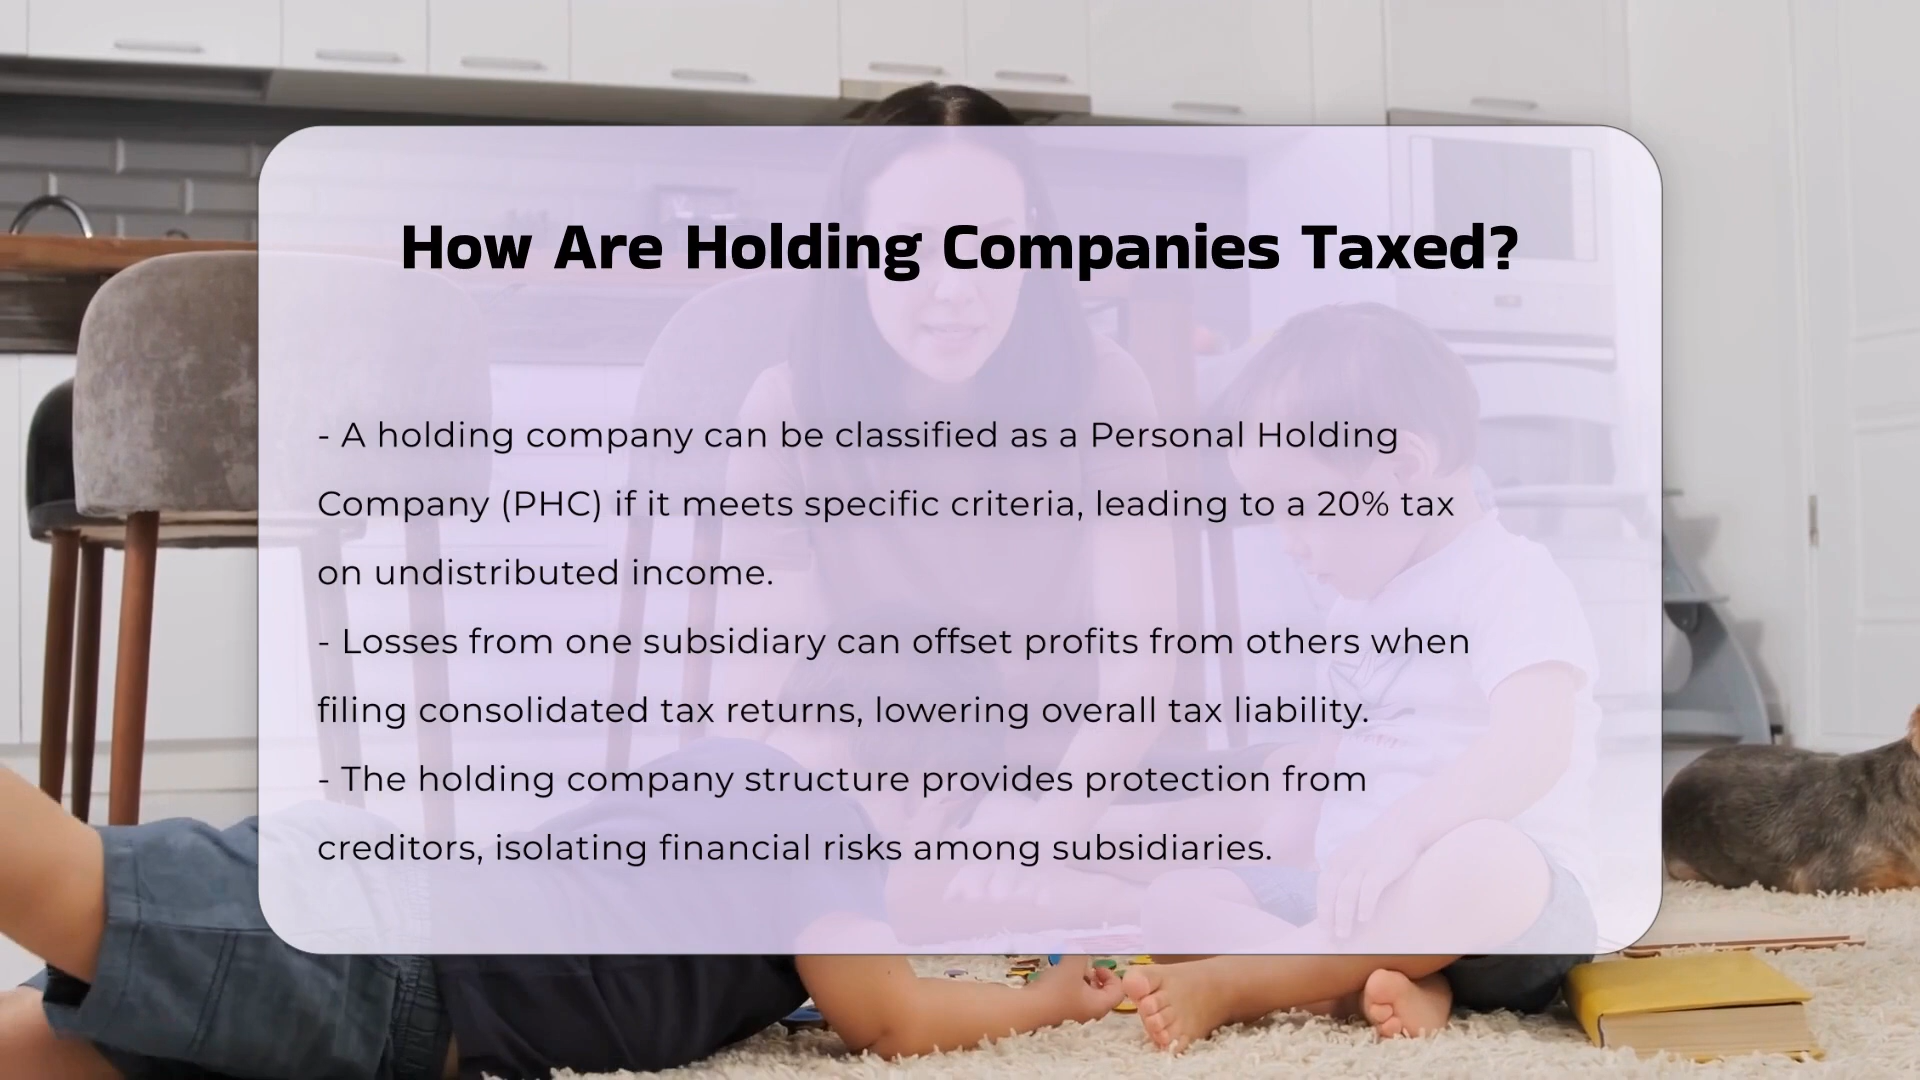 How Are Holding Companies Taxed?
- A holding company can be classified as a Personal Holding
Company (PHC) if it meets specific criteria, leading to a 20% tax
on undistributed income.
- Losses from one subsidiary can offset profits from others when
filing consolidated tax returns, lowering overall tax liability.
- The holding company structure provides protection from
creditors, isolating financial risks among subsidiaries.